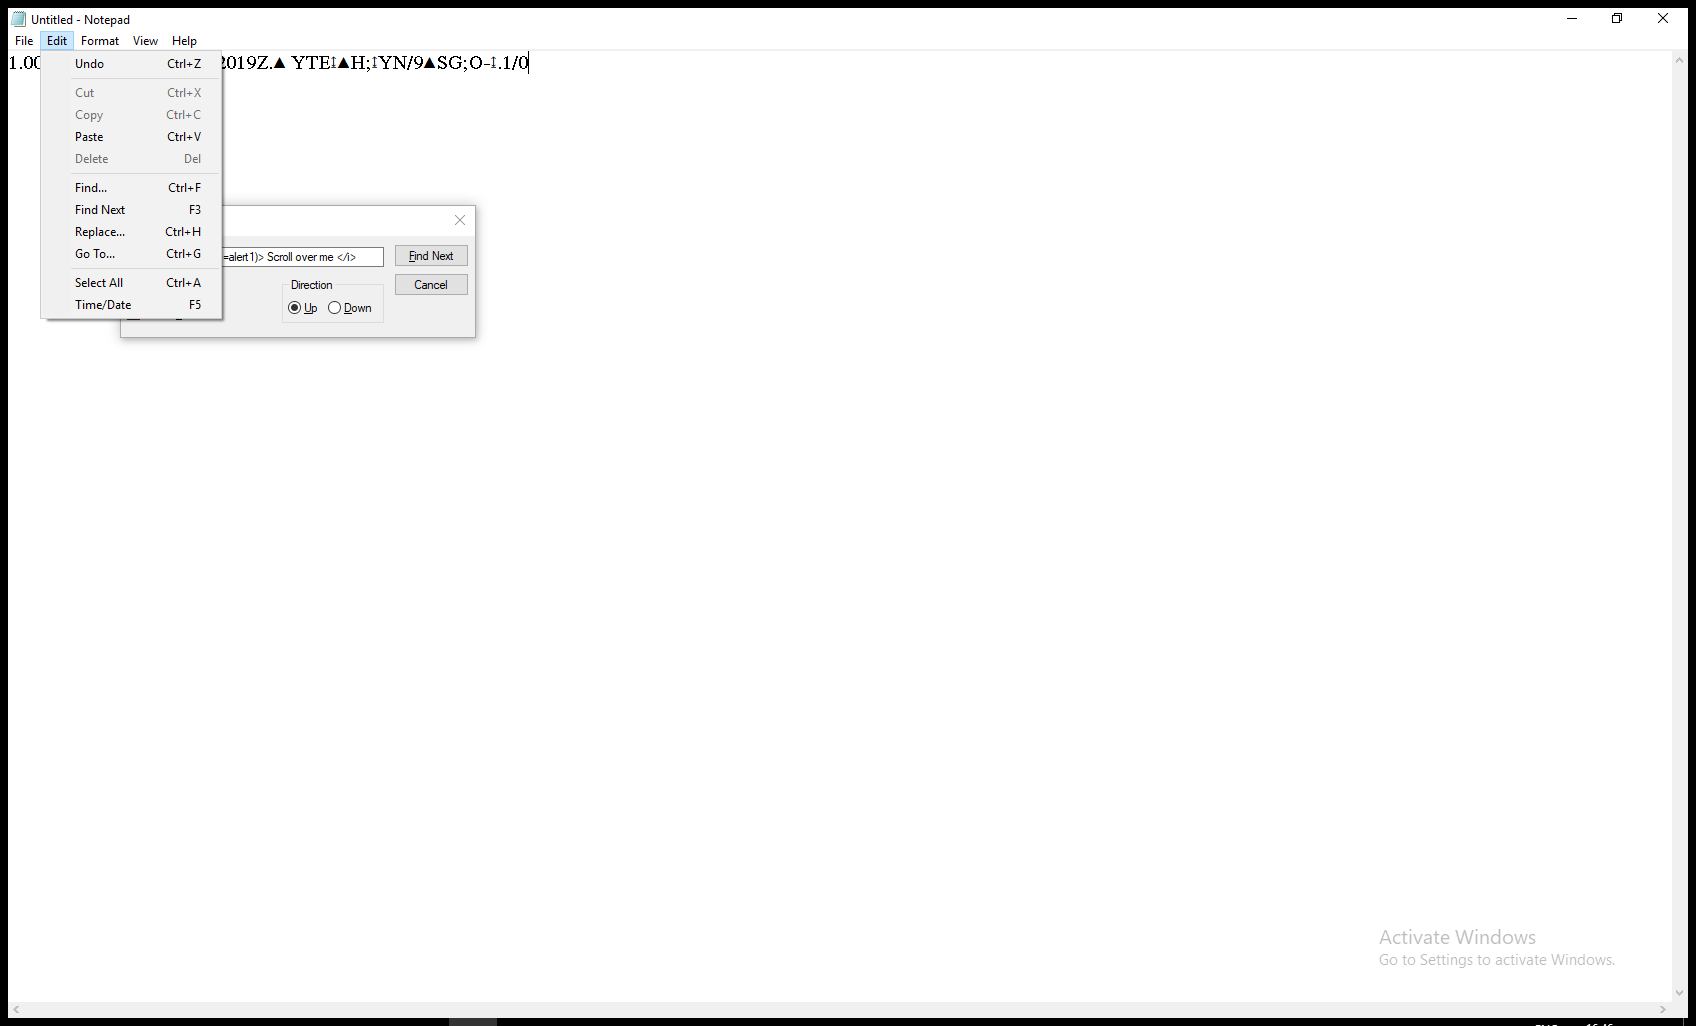 Untitled - Notepad
File Edit Format View Help
1.00 2019Z.▲ YTE↨▲H;↨YN/9▲SG;O-↨.1/0
Undo Ctrl+Z
Cut Ctrl+X
Copy Ctrl+C
Paste Ctrl+V
Delete Del
Find... Ctrl+F
Find Next F3
Replace... Ctrl+H
Go To... Ctrl+G
Select All Ctrl+A
Time/Date F5
=alert1)> Scroll over me </i>
Find Next
Direction
Cancel
Up Down
Activate Windows
Go to Settings to activate Windows.